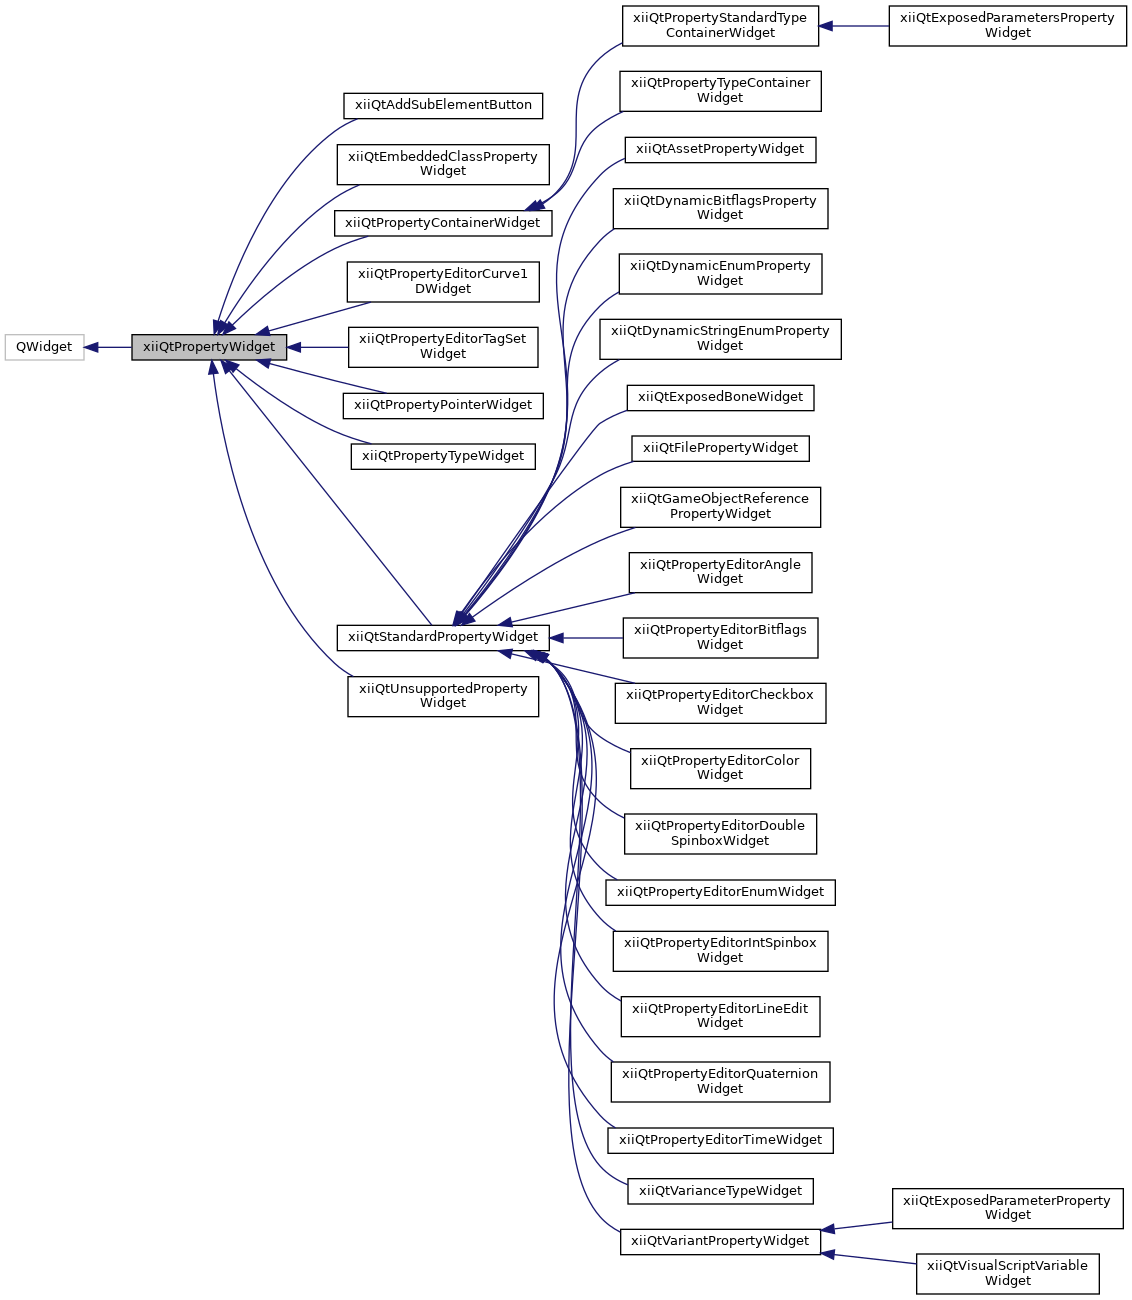 QWidget
xiiQtPropertyWidget
xiiQtAddSubElementButton
xiiQtEmbeddedClassProperty
Widget
xiiQtPropertyContainerWidget
xiiQtPropertyEditorCurve1
DWidget
xiiQtPropertyEditorTagSet
Widget
xiiQtPropertyPointerWidget
xiiQtPropertyTypeWidget
xiiQtStandardPropertyWidget
xiiQtUnsupportedProperty
Widget
xiiQtPropertyStandardType
ContainerWidget
xiiQtPropertyTypeContainer
Widget
xiiQtAssetPropertyWidget
xiiQtDynamicBitflagsProperty
Widget
xiiQtDynamicEnumProperty
Widget
xiiQtDynamicStringEnumProperty
Widget
xiiQtExposedBoneWidget
xiiQtFilePropertyWidget
xiiQtGameObjectReference
PropertyWidget
xiiQtPropertyEditorAngle
Widget
xiiQtPropertyEditorBitflags
Widget
xiiQtPropertyEditorCheckbox
Widget
xiiQtPropertyEditorColor
Widget
xiiQtPropertyEditorDouble
SpinboxWidget
xiiQtPropertyEditorEnumWidget
xiiQtPropertyEditorIntSpinbox
Widget
xiiQtPropertyEditorLineEdit
Widget
xiiQtPropertyEditorQuaternion
Widget
xiiQtPropertyEditorTimeWidget
xiiQtVarianceTypeWidget
xiiQtVariantPropertyWidget
xiiQtExposedParametersProperty
Widget
xiiQtExposedParameterProperty
Widget
xiiQtVisualScriptVariable
Widget